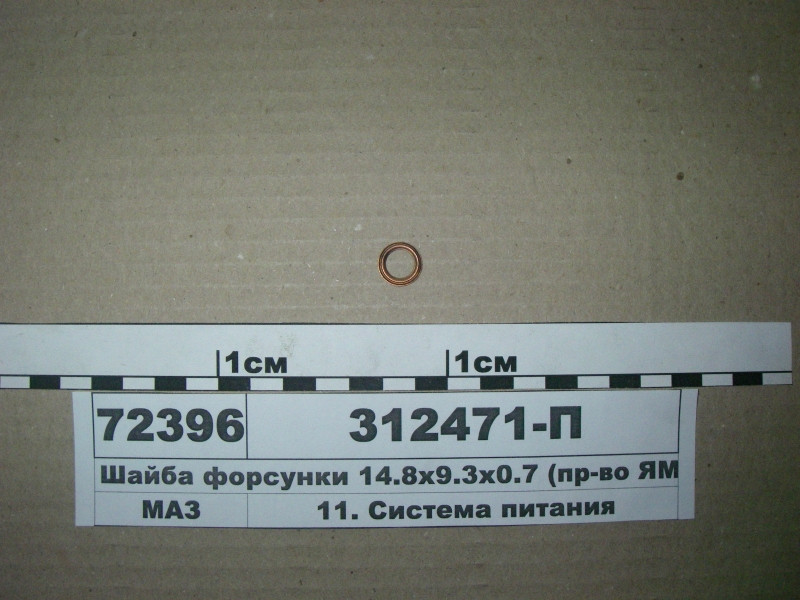 1см 1см
72396 312471-П
Шайба форсунки 14.8х9.3х0.7 (пр-во ЯМ
МАЗ 11. Система питания